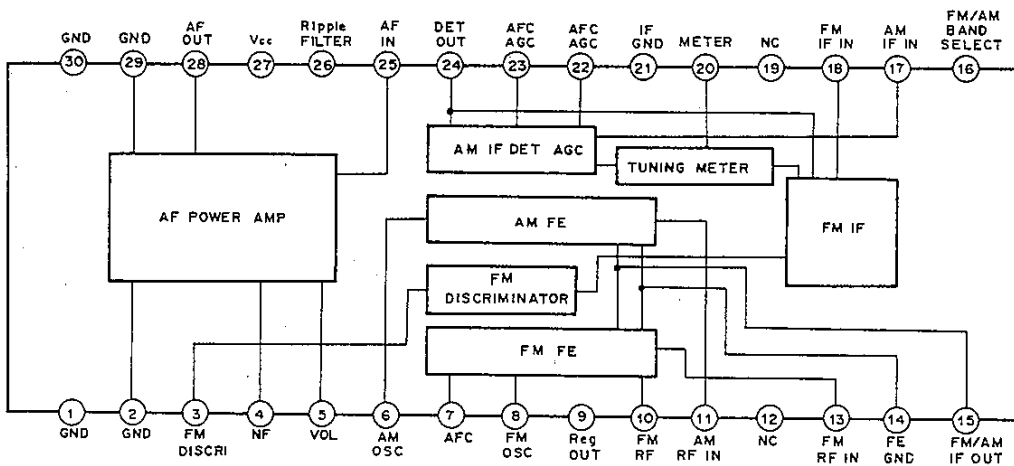 GND
30
GND
29
AF
OUT
28
Vcc
27
Ripple
FILTER
26
AF
IN
25
DET
OUT
24
AFC
AGC
23
AFC
AGC
22
IF
GND
21
METER
20
NC
19
FM
IF IN
18
AM
IF IN
17
FM/AM
BAND
SELECT
16
AM IF DET AGC
TUNING METER
AF POWER AMP
AM FE
FM IF
FM
DISCRIMINATOR
FM FE
1
GND
2
GND
3
FM
DISCRI
4
NF
5
VOL
6
AM
OSC
7
AFC
8
FM
OSC
9
Reg
OUT
10
FM
RF
11
AM
RF IN
12
NC
13
FM
RF IN
14
FE
GND
15
FM/AM
IF OUT